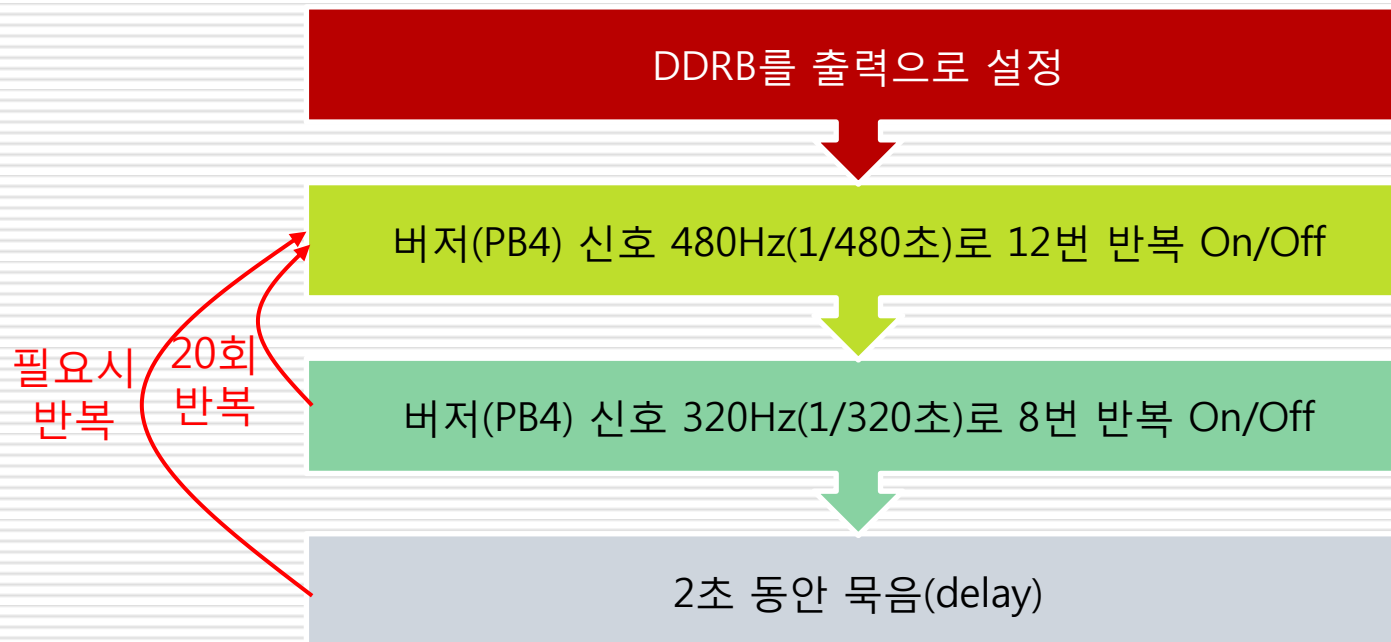 DDRB를 출력으로 설정
버저(PB4) 신호 480Hz(1/480초)로 12번 반복 On/Off
필요시
반복
20회
반복
버저(PB4) 신호 320Hz(1/320초)로 8번 반복 On/Off
2초 동안 묵음(delay)